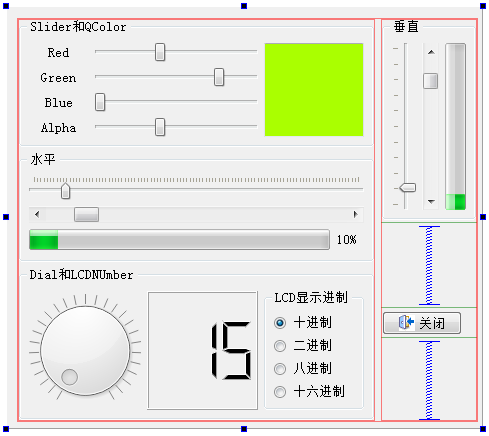 Slider和QColor
垂直
Red
Green
Blue
Alpha
水平
10%
Dial和LCDNUmber
15
LCD显示进制
十进制
二进制
八进制
十六进制
关闭